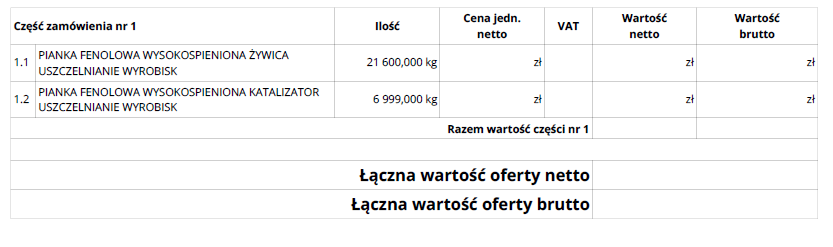 Część zamówienia nr 1 Ilość Cena jedn. netto VAT Wartość netto Wartość brutto
1.1 PIANKA FENOLOWA WYSOKOSPIENIONA ŻYWICA
USZCZELNIANIE WYROBISK 21 600,000 kg zł zł zł
1.2 PIANKA FENOLOWA WYSOKOSPIENIONA KATALIZATOR
USZCZELNIANIE WYROBISK 6 999,000 kg zł zł zł
Razem wartość części nr 1
Łączna wartość oferty netto
Łączna wartość oferty brutto